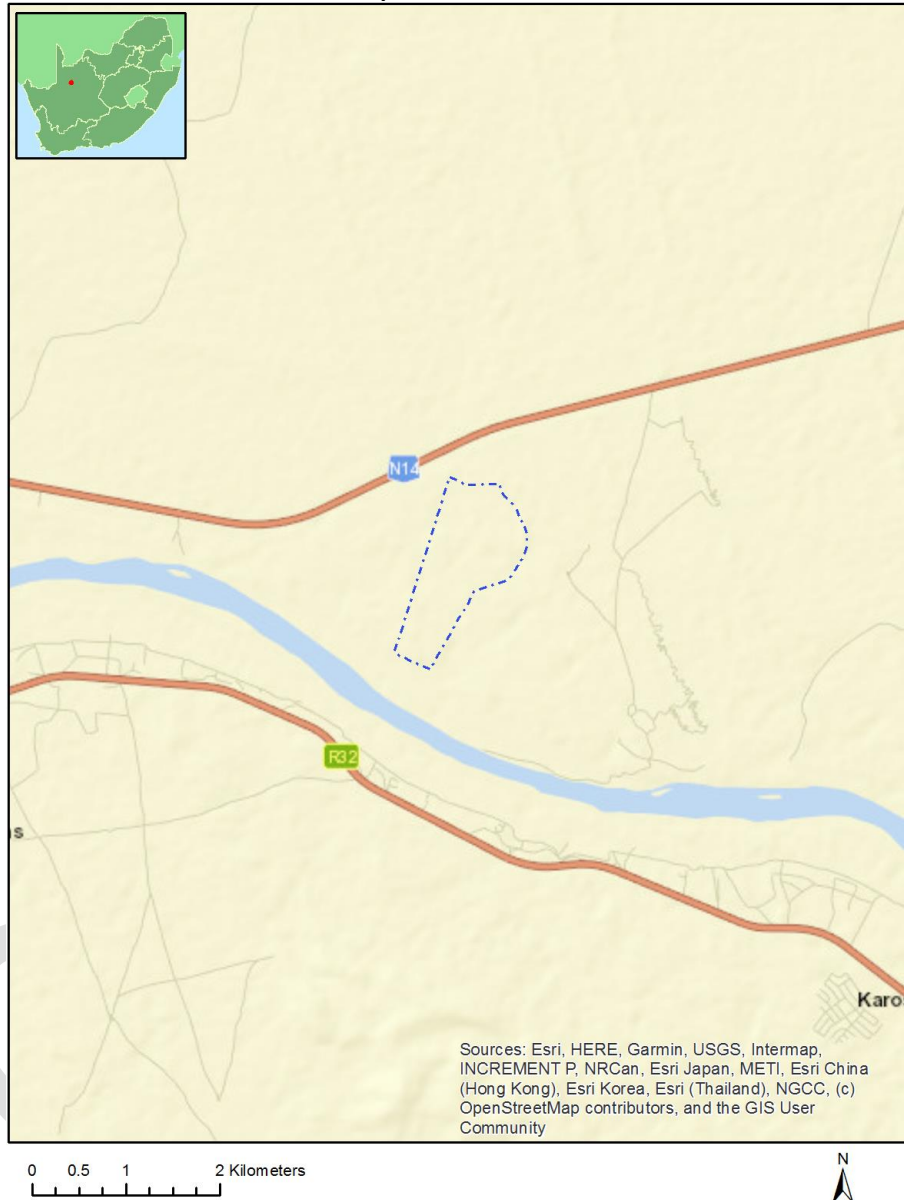 N14
R32
s
Karo
Sources: Esri, HERE, Garmin, USGS, Intermap,
INCREMENT P, NRCan, Esri Japan, METI, Esri China
(Hong Kong), Esri Korea, Esri (Thailand), NGCC, (c)
OpenStreetMap contributors, and the GIS User
Community
0 0.5 1 2 Kilometers
N